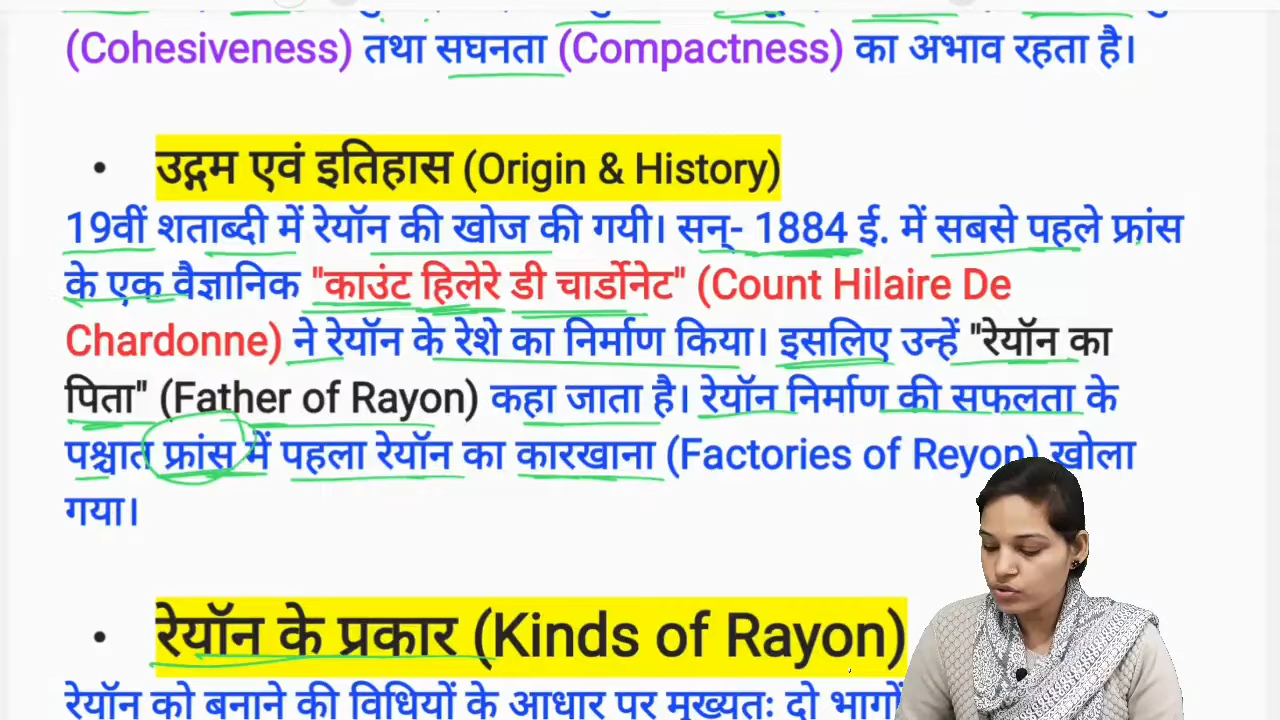 (Cohesiveness) तथा सघनता (Compactness) का अभाव रहता है।
• उद्गम एवं इतिहास (Origin & History)
19वीं शताब्दी में रेयॉन की खोज की गयी। सन्- 1884 ई. में सबसे पहले फ्रांस
के एक वैज्ञानिक "काउंट हिलेरे डी चार्डोनेट" (Count Hilaire De
Chardonne) ने रेयॉन के रेशे का निर्माण किया। इसलिए उन्हें "रेयॉन का
पिता" (Father of Rayon) कहा जाता है। रेयॉन निर्माण की सफलता के
पश्चात फ्रांस में पहला रेयॉन का कारखाना (Factories of Reyon) खोला
गया।
• रेयॉन के प्रकार (Kinds of Rayon)
रेयॉन को बनाने की विधियों के आधार पर मुख्यतः दो भागों